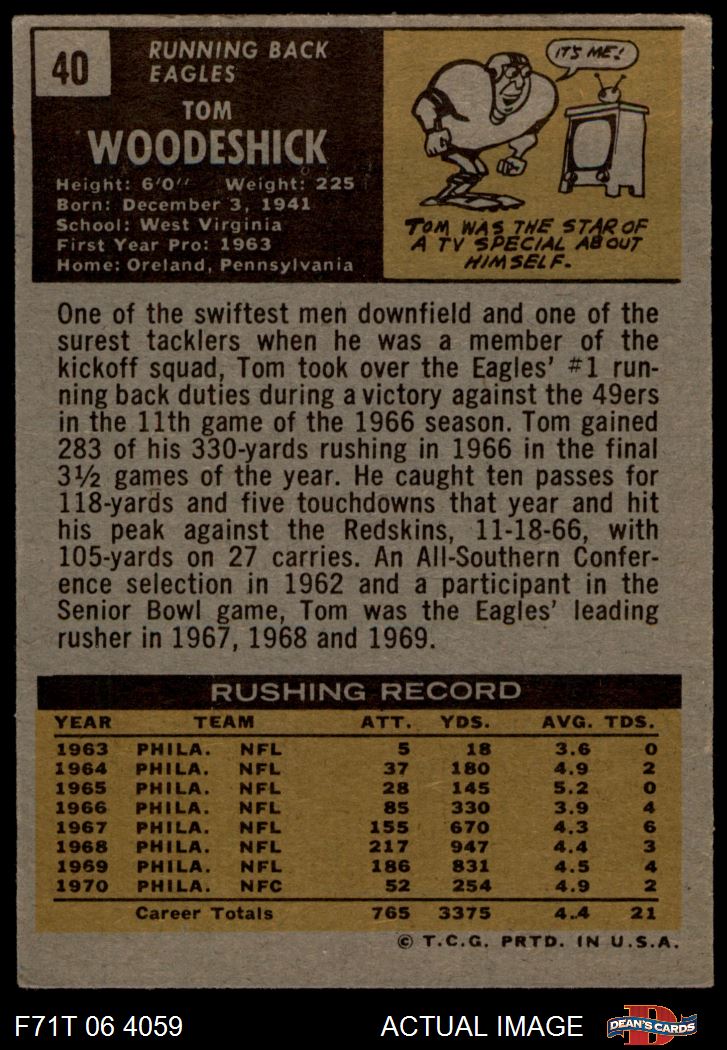 40
RUNNING BACK
EAGLES
TOM
WOODESHICK
Height: 6'0" Weight: 225
Born: December 3, 1941
School: West Virginia
First Year Pro: 1963
Home: Oreland, Pennsylvania
IT'S ME!
TOM WAS THE STAR OF
A TV SPECIAL ABOUT
HIMSELF.
One of the swiftest men downfield and one of the
surest tacklers when he was a member of the
kickoff squad, Tom took over the Eagles' #1 run-
ning back duties during a victory against the 49ers
in the 11th game of the 1966 season. Tom gained
283 of his 330-yards rushing in 1966 in the final
3½ games of the year. He caught ten passes for
118-yards and five touchdowns that year and hit
his peak against the Redskins, 11-18-66, with
105-yards on 27 carries. An All-Southern Confer-
ence selection in 1962 and a participant in the
Senior Bowl game, Tom was the Eagles' leading
rusher in 1967, 1968 and 1969.
RUSHING RECORD
YEAR TEAM ATT. YDS. AVG. TDS.
1963 PHILA. NFL 5 18 3.6 0
1964 PHILA. NFL 37 180 4.9 2
1965 PHILA. NFL 28 145 5.2 0
1966 PHILA. NFL 85 330 3.9 4
1967 PHILA. NFL 155 670 4.3 6
1968 PHILA. NFL 217 947 4.4 3
1969 PHILA. NFL 186 831 4.5 4
1970 PHILA. NFC 52 254 4.9 2
Career Totals 765 3375 4.4 21
© T.C.G. PRTD. IN U.S.A.
F71T 06 4059 ACTUAL IMAGE D DEAN'S CARDS